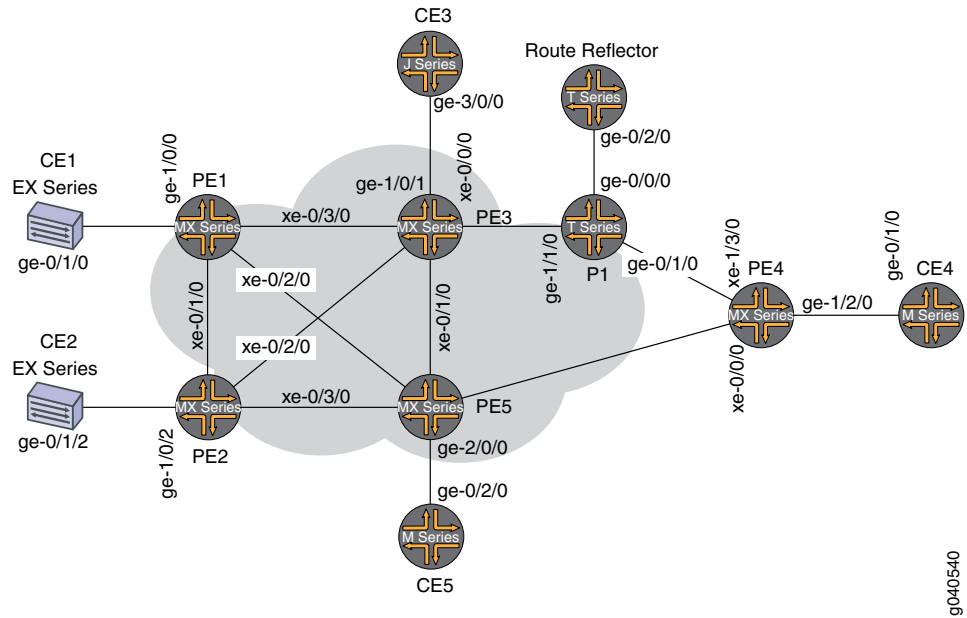 CE3
J Series
ge-3/0/0
Route Reflector
T Series
ge-0/2/0
CE1
EX Series
ge-0/1/0
ge-1/0/0
PE1
MX Series
xe-0/3/0
ge-1/0/1
xe-0/0/0
MX Series
PE3
ge-0/0/0
T Series
P1
ge-1/1/0
ge-0/1/0
xe-1/3/0
PE4
MX Series
xe-0/0/0
ge-1/2/0
ge-0/1/0
CE4
M Series
xe-0/2/0
xe-0/1/0
xe-0/2/0
xe-0/1/0
CE2
EX Series
ge-0/1/2
ge-1/0/2
MX Series
PE2
xe-0/3/0
MX Series
PE5
ge-2/0/0
ge-0/2/0
M Series
CE5
g040540